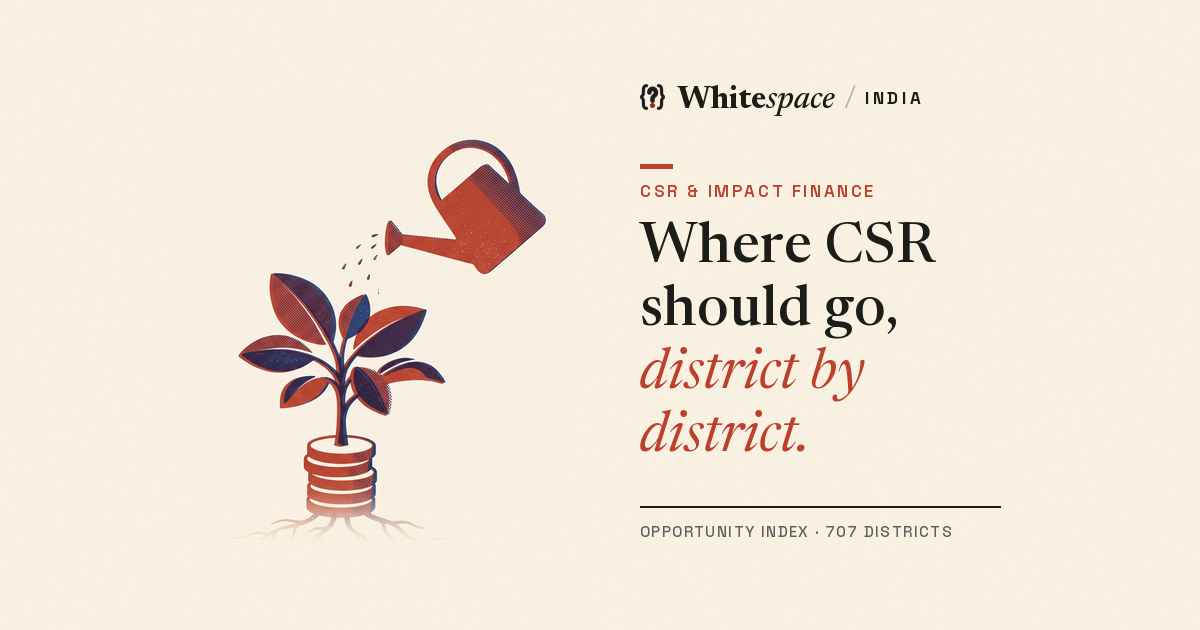 {?} Whitespace / INDIA
CSR & IMPACT FINANCE
Where CSR
should go,
district by
district.
OPPORTUNITY INDEX · 707 DISTRICTS